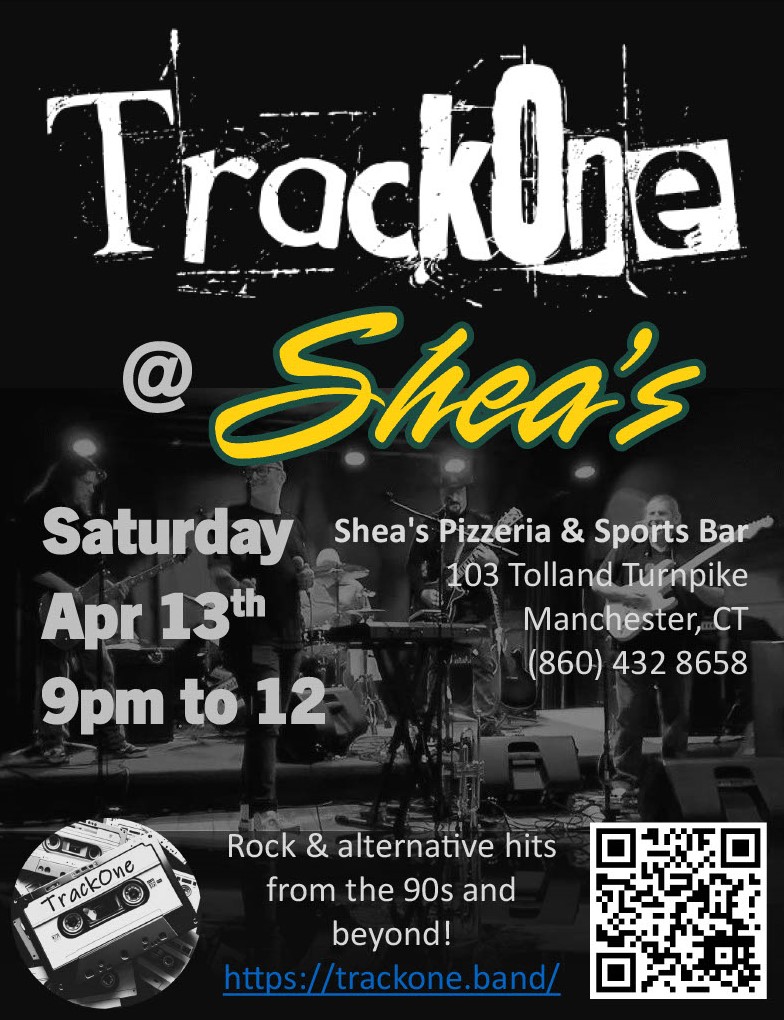 TrackOne
@ Shea's
Saturday
Apr 13th
9pm to 12
Shea's Pizzeria & Sports Bar
103 Tolland Turnpike
Manchester, CT
(860) 432 8658
TrackOne
Rock & alternative hits
from the 90s and
beyond!
https://trackone.band/